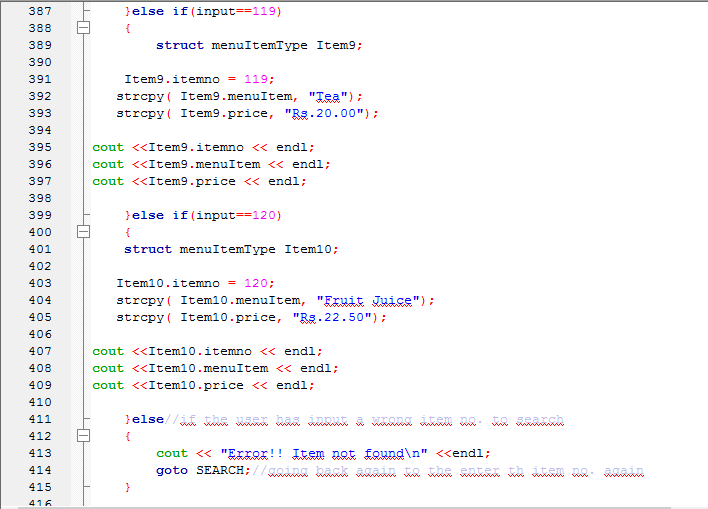 387 }else if(input==119)
388 {
389 struct menuItemType Item9;
390
391 Item9.itemno = 119;
392 strcpy( Item9.menuItem, "Tea");
393 strcpy( Item9.price, "Rs.20.00");
394
395 cout <<Item9.itemno << endl;
396 cout <<Item9.menuItem << endl;
397 cout <<Item9.price << endl;
398
399 }else if(input==120)
400 {
401 struct menuItemType Item10;
402
403 Item10.itemno = 120;
404 strcpy( Item10.menuItem, "Fruit Juice");
405 strcpy( Item10.price, "Rs.22.50");
406
407 cout <<Item10.itemno << endl;
408 cout <<Item10.menuItem << endl;
409 cout <<Item10.price << endl;
410
411 }else//if the user has input a wrong item no. to search
412 {
413 cout << "Error!! Item not found\n" <<endl;
414 goto SEARCH;//going back again to the enter th item no. again
415 }
416